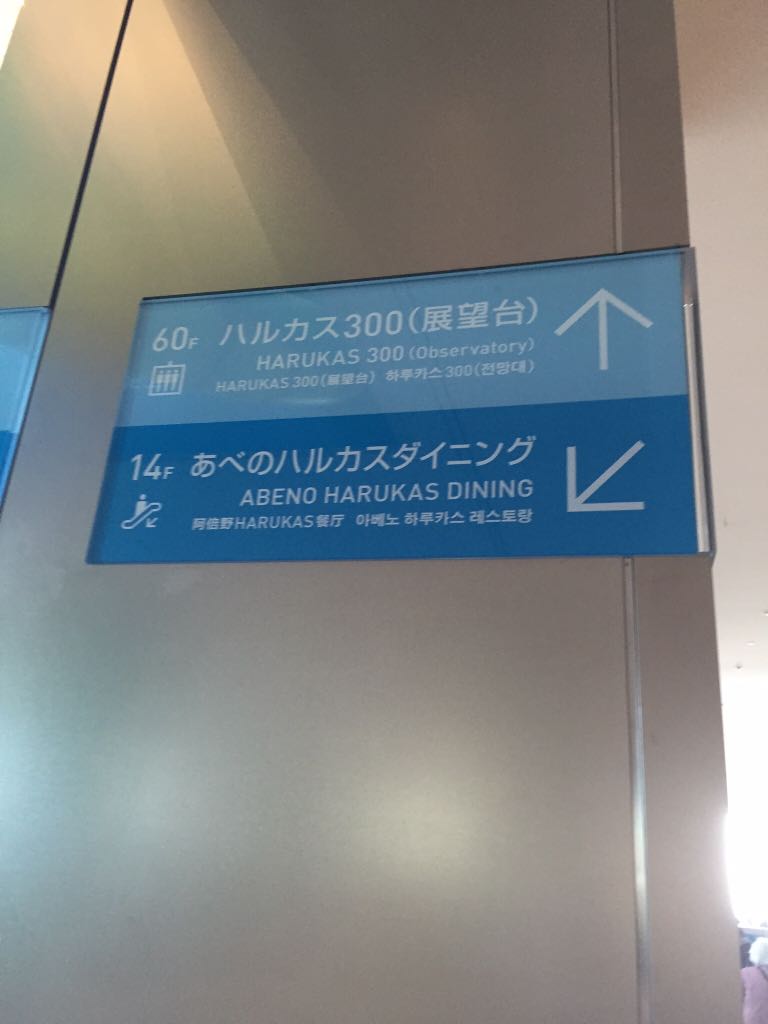 60F ハルカス300(展望台)
HARUKAS 300 (Observatory)
HARUKAS 300(展望台) 하루카스300(전망대)
14F あべのハルカスダイニング
ABENO HARUKAS DINING
阿倍野HARUKAS餐厅 아베노 하루카스 레스토랑